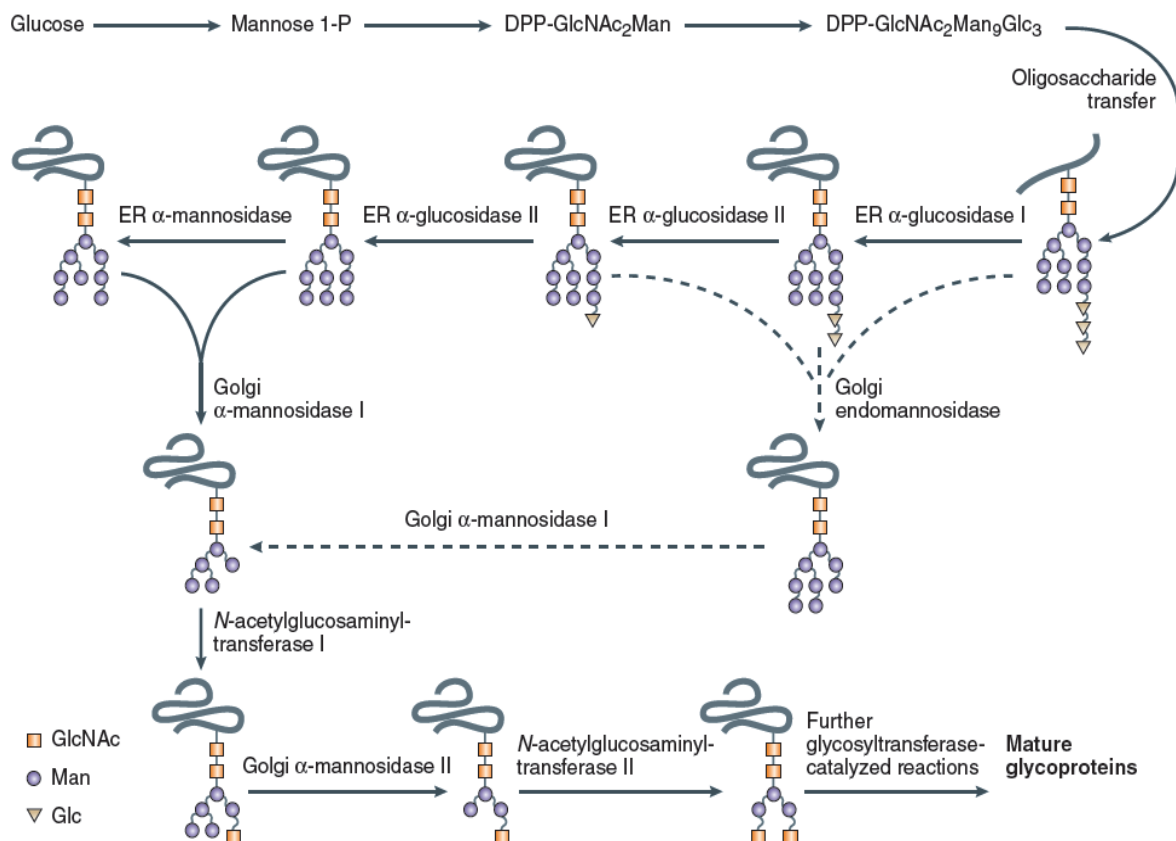 Glucose
Mannose 1-P
DPP-GlcNAc₂Man
DPP-GlcNAc₂Man₉Glc₃
Oligosaccharide
transfer
ER α-mannosidase
ER α-glucosidase II
ER α-glucosidase II
ER α-glucosidase I
Golgi
α-mannosidase I
Golgi
endomannosidase
Golgi α-mannosidase I
N-acetylglucosaminyl-
transferase I
GlcNAc
Man
Glc
Golgi α-mannosidase II
N-acetylglucosaminyl-
transferase II
Further
glycosyltransferase-
catalyzed reactions
Mature
glycoproteins